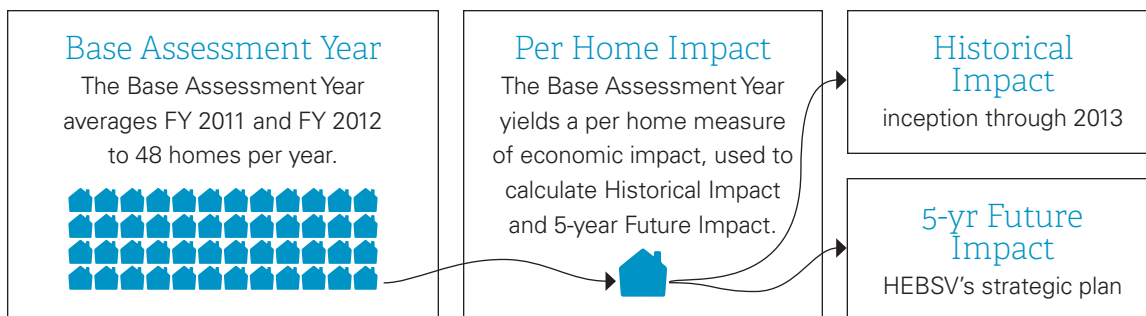 Base Assessment Year
The Base Assessment Year
averages FY 2011 and FY 2012
to 48 homes per year.
Per Home Impact
The Base Assessment Year
yields a per home measure
of economic impact, used to
calculate Historical Impact
and 5-year Future Impact.
Historical
Impact
inception through 2013
5-yr Future
Impact
HEBSV's strategic plan